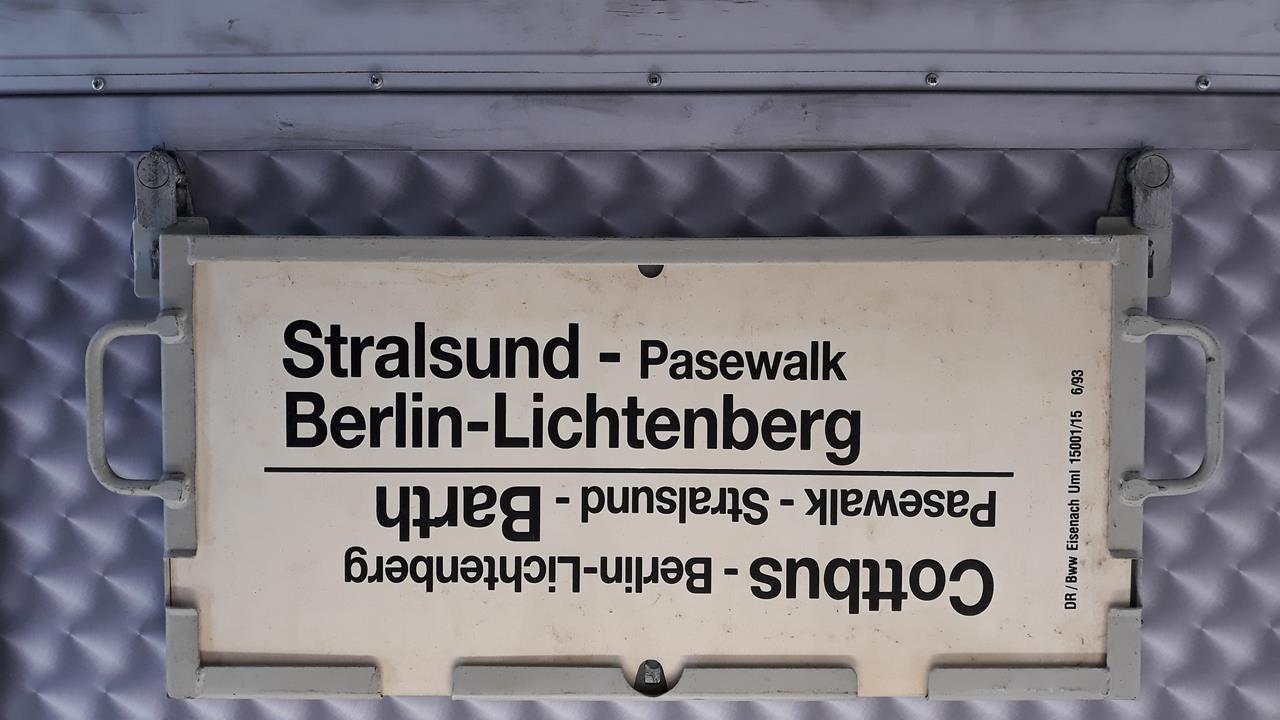 Stralsund - Pasewalk
Berlin-Lichtenberg
Cottbus - Berlin-Lichtenberg
Pasewalk - Stralsund - Barth
DR / Bww Eisenach Uml 15001/15 6/93